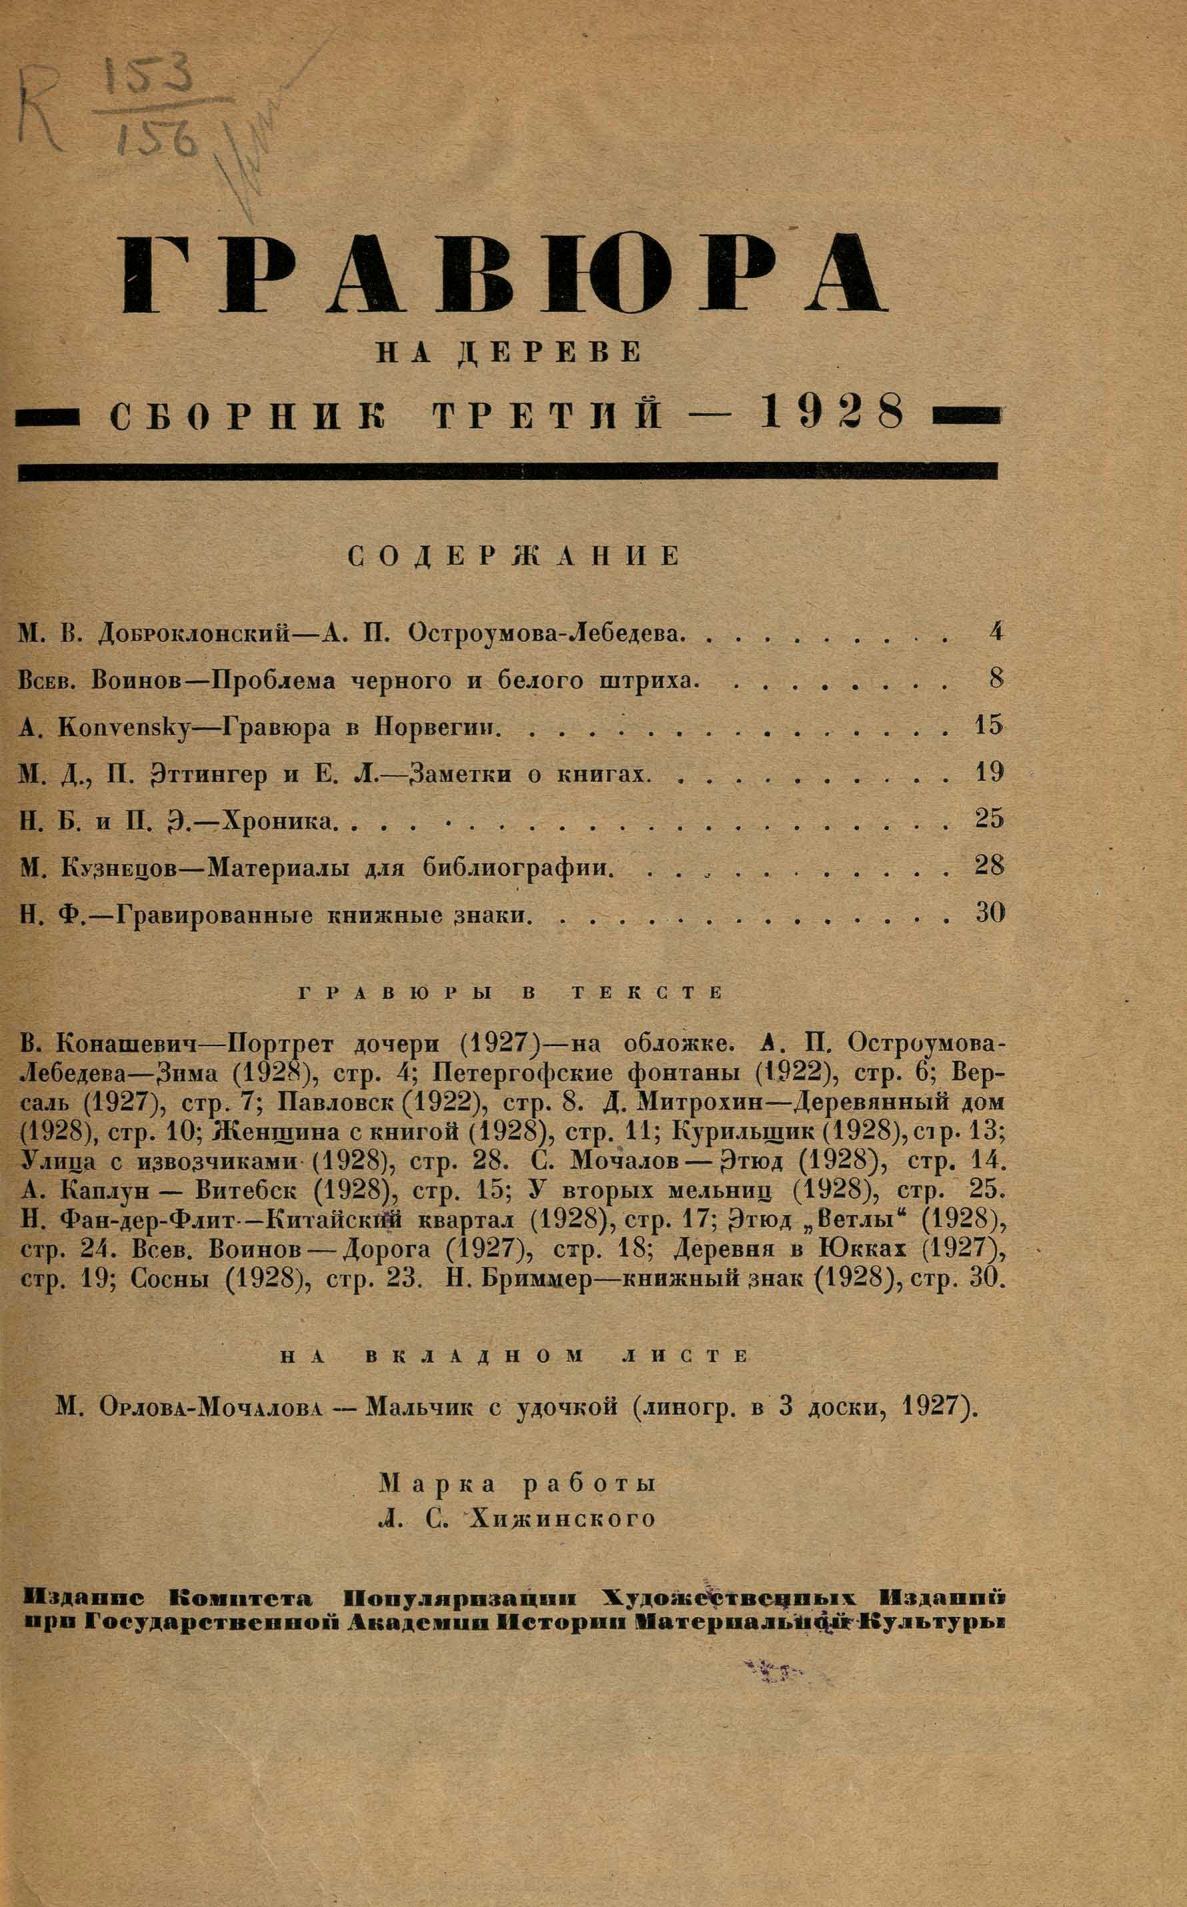 R 153
156
ГРАВЮРА
НА ДЕРЕВЕ
СБОРНИК ТРЕТИЙ — 1928
СОДЕРЖАНИЕ
М. В. Доброклонский—А. П. Остроумова-Лебедева. . . . . . . . . . 4
Всев. Воинов—Проблема черного и белого штриха. . . . . . . . . 8
A. Konvensky—Гравюра в Норвегии. . . . . . . . . . . . . . . . 15
М. Д., П. Эттингер и Е. Л.—Заметки о книгах. . . . . . . . . . . 19
Н. Б. и П. Э.—Хроника. . . . . . . . . . . . . . . . . . . . . 25
М. Кузнецов—Материалы для библиографии. . . . . . . . . . . . 28
Н. Ф.—Гравированные книжные знаки. . . . . . . . . . . . . . . 30
ГРАВЮРЫ В ТЕКСТЕ
В. Конашевич—Портрет дочери (1927)—на обложке. А. П. Остроумова-
Лебедева—Зима (1928), стр. 4; Петергофские фонтаны (1922), стр. 6; Вер-
саль (1927), стр. 7; Павловск (1922), стр. 8. Д. Митрохин—Деревянный дом
(1928), стр. 10; Женщина с книгой (1928), стр. 11; Курильщик (1928), стр. 13;
Улица с извозчиками (1928), стр. 28. С. Мочалов — Этюд (1928), стр. 14.
А. Каплун — Витебск (1928), стр. 15; У вторых мельниц (1928), стр. 25.
Н. Фан-дер-Флит—Китайский квартал (1928), стр. 17; Этюд „Ветлы“ (1928),
стр. 24. Всев. Воинов — Дорога (1927), стр. 18; Деревня в Юкках (1927),
стр. 19; Сосны (1928), стр. 23. Н. Бриммер—книжный знак (1928), стр. 30.
НА ВКЛАДНОМ ЛИСТЕ
М. Орлова-Мочалова — Мальчик с удочкой (линогр. в 3 доски, 1927).
Марка работы
Л. С. Хижинского
Издание Комитета Популяризации Художественных Изданий
при Государственной Академии Истории Материальной Культуры